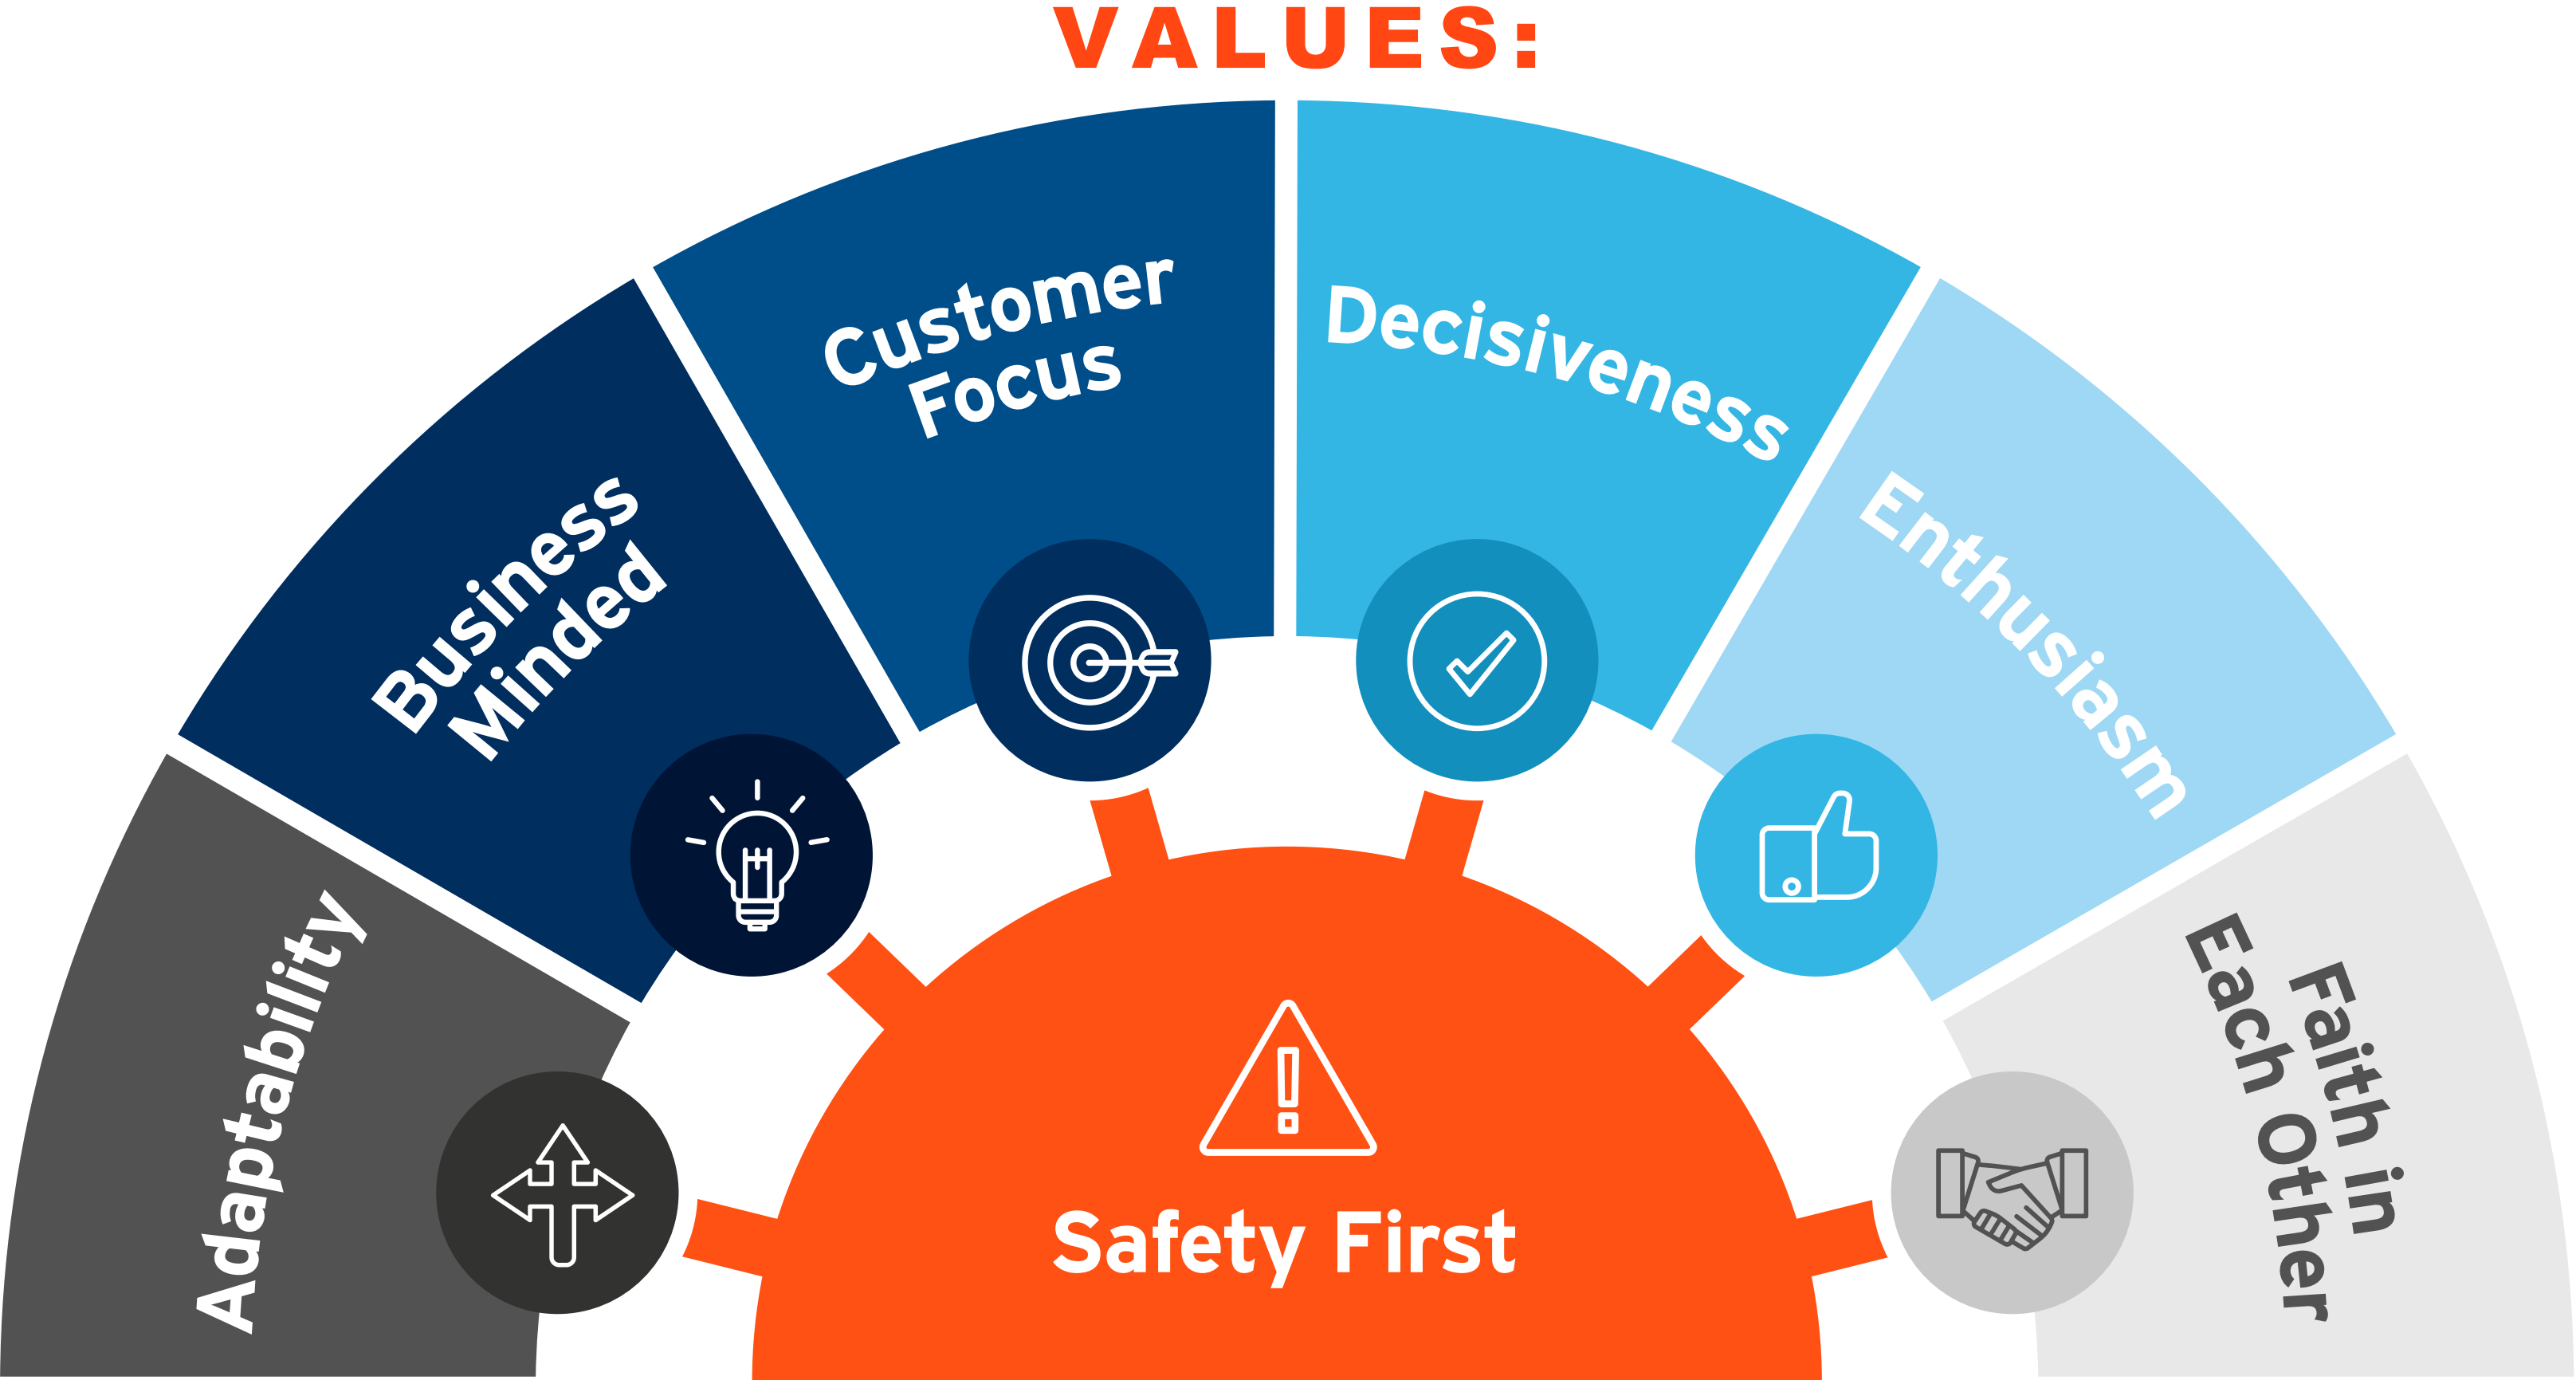 VALUES:
Adaptability
Business
Minded
Customer
Focus
Decisiveness
Enthusiasm
Faith in
Each Other
Safety First